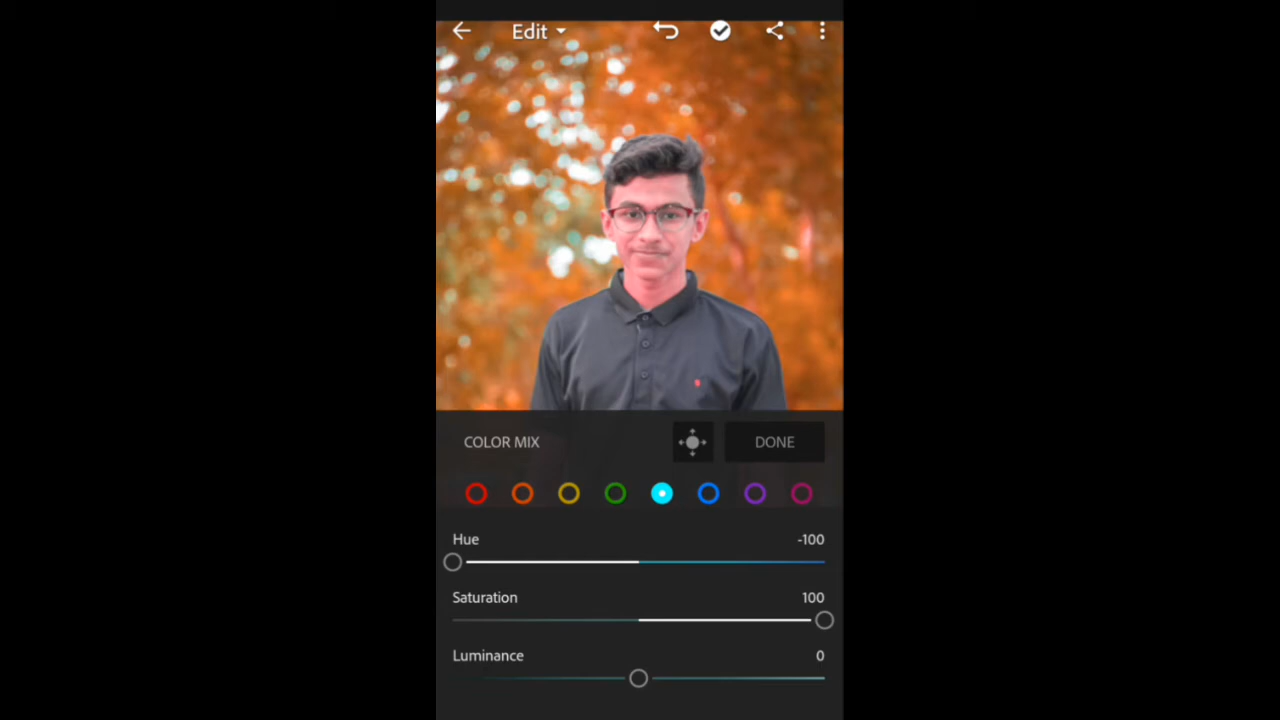 Edit
COLOR MIX
DONE
Hue -100
Saturation 100
Luminance 0